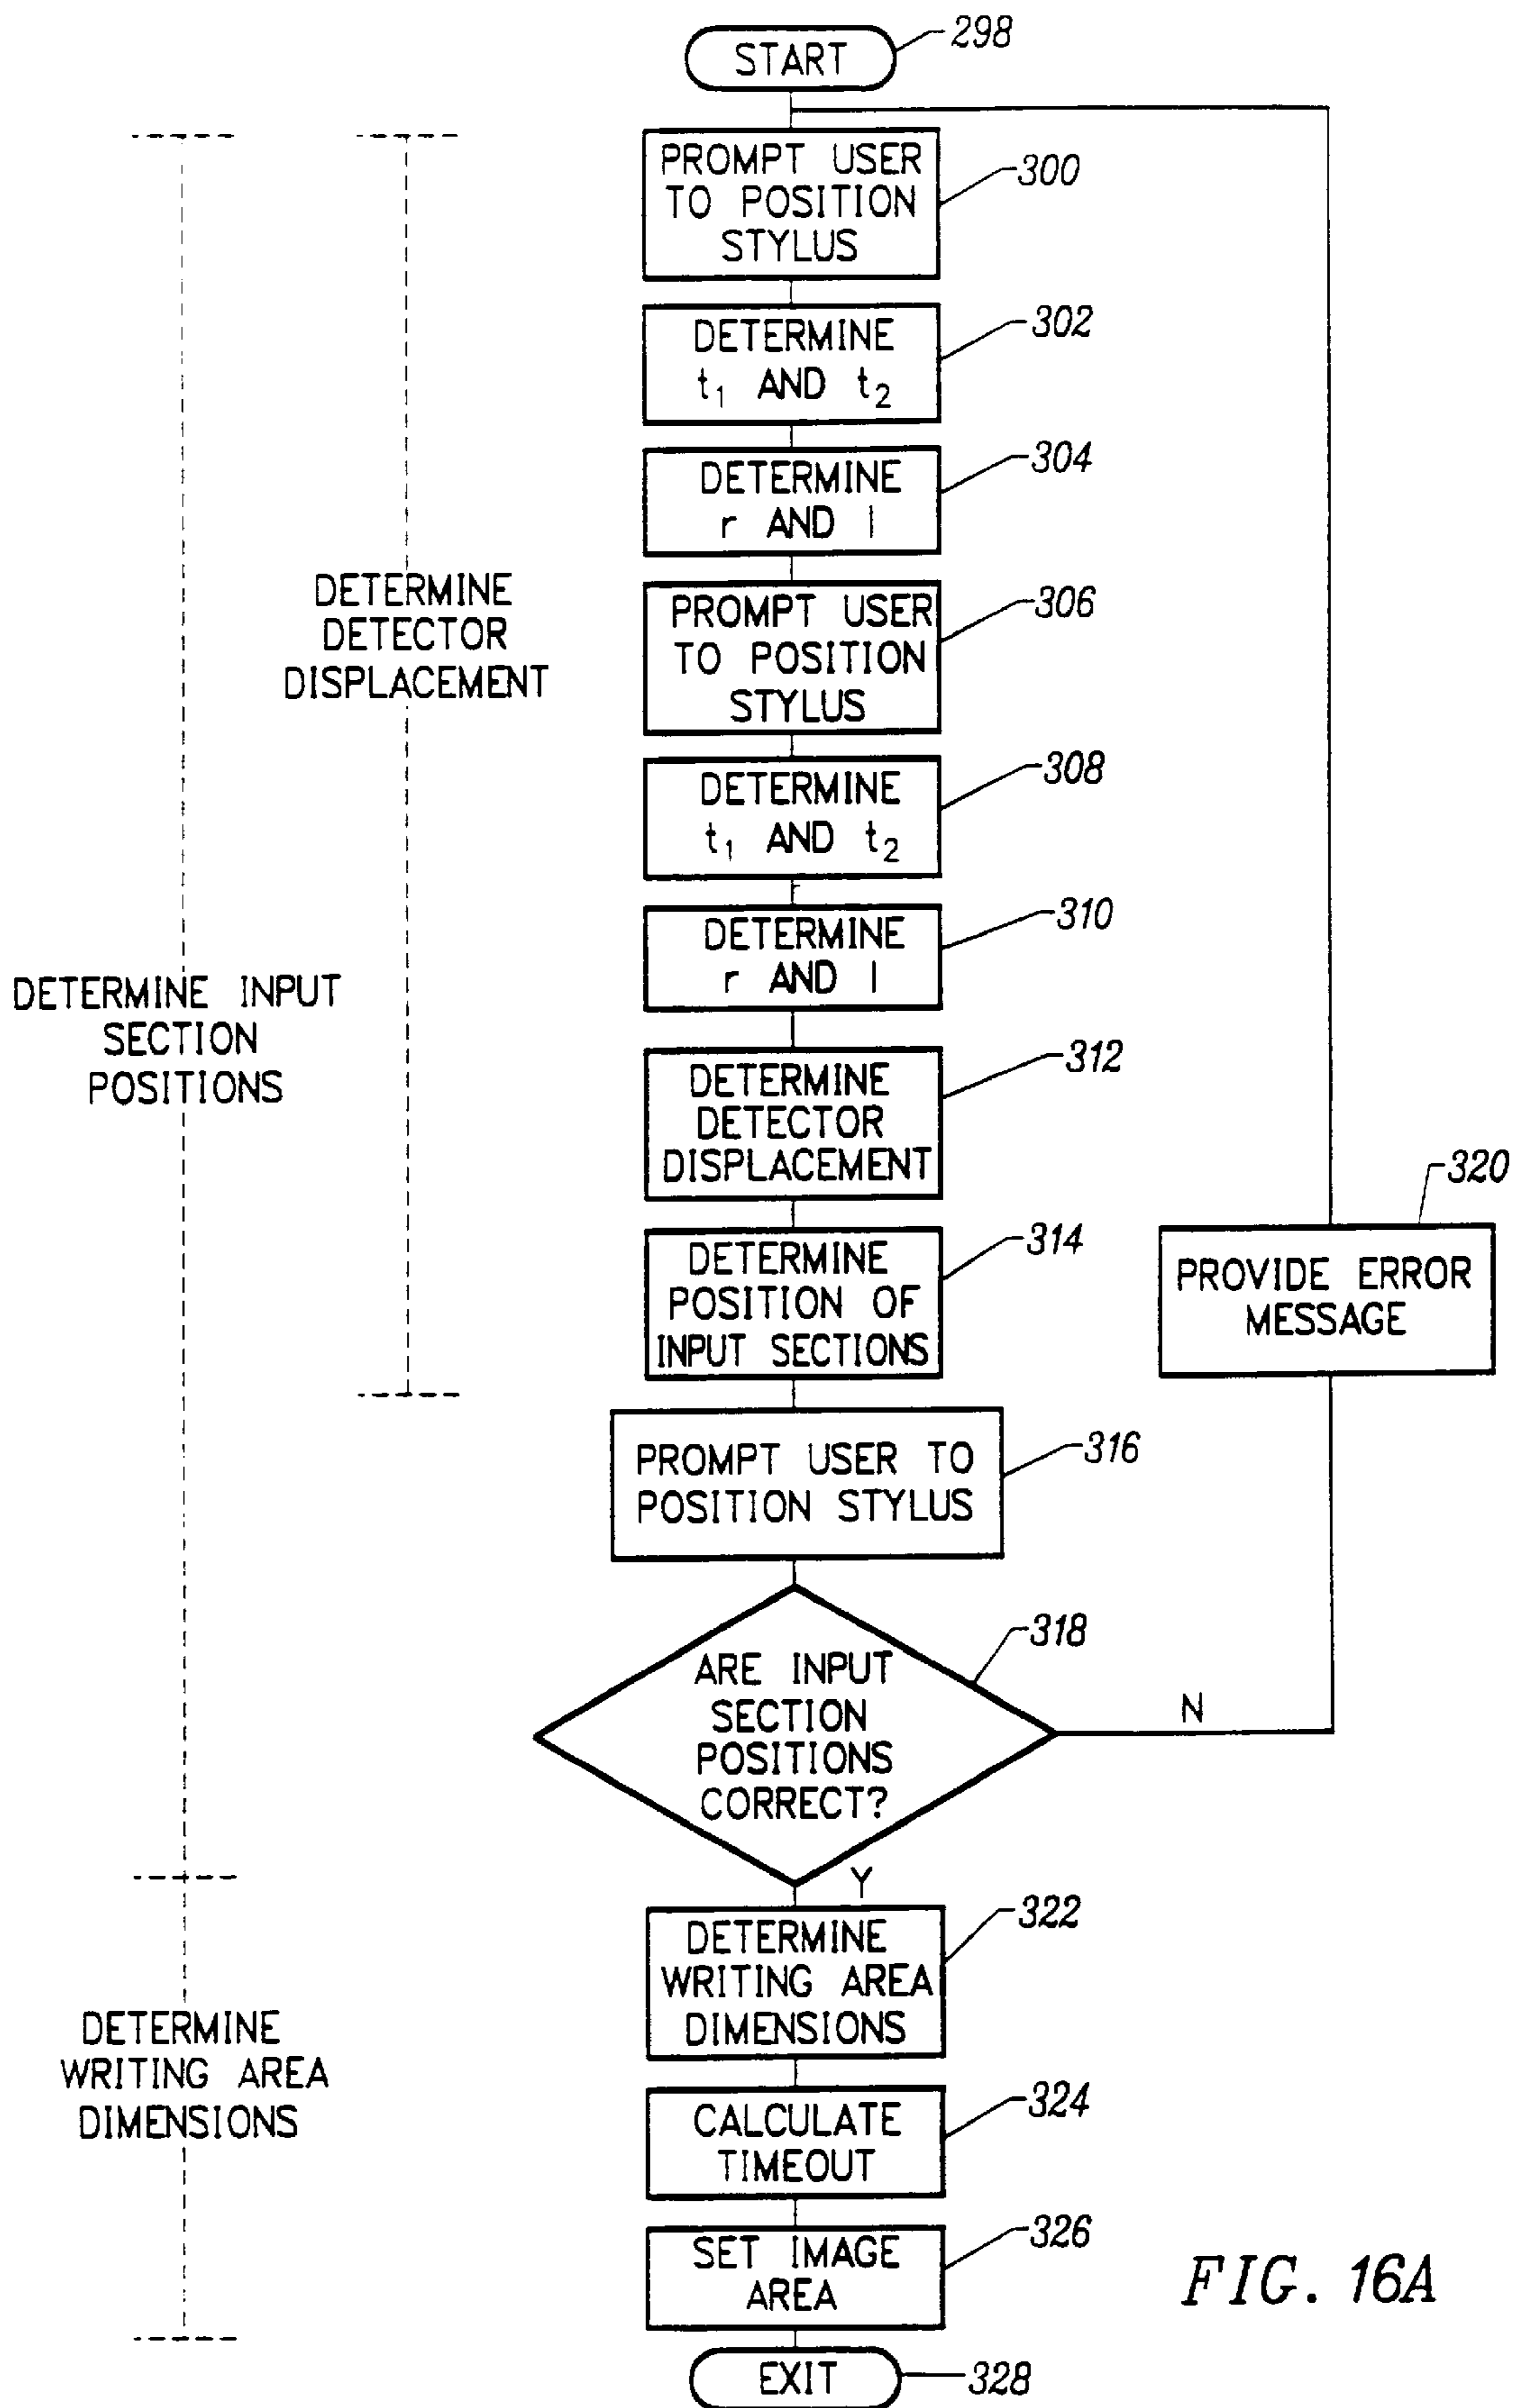 START
298
PROMPT USER
TO POSITION
STYLUS
300
DETERMINE
t₁ AND t₂
302
DETERMINE
r AND l
304
PROMPT USER
TO POSITION
STYLUS
306
DETERMINE
t₁ AND t₂
308
DETERMINE
r AND l
310
DETERMINE
DETECTOR
DISPLACEMENT
312
DETERMINE
POSITION OF
INPUT SECTIONS
314
PROMPT USER TO
POSITION STYLUS
316
ARE INPUT
SECTION
POSITIONS
CORRECT?
318
N
PROVIDE ERROR
MESSAGE
320
Y
DETERMINE
WRITING AREA
DIMENSIONS
322
CALCULATE
TIMEOUT
324
SET IMAGE
AREA
326
EXIT
328
DETERMINE
DETECTOR
DISPLACEMENT
DETERMINE INPUT
SECTION
POSITIONS
DETERMINE
WRITING AREA
DIMENSIONS
FIG. 16A